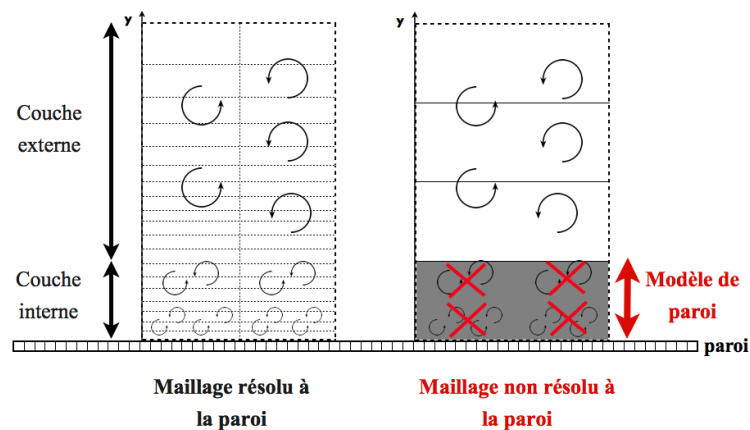 y
y
Couche
externe
Couche
interne
Modèle de
paroi
paroi
Maillage résolu à
la paroi
Maillage non résolu à
la paroi